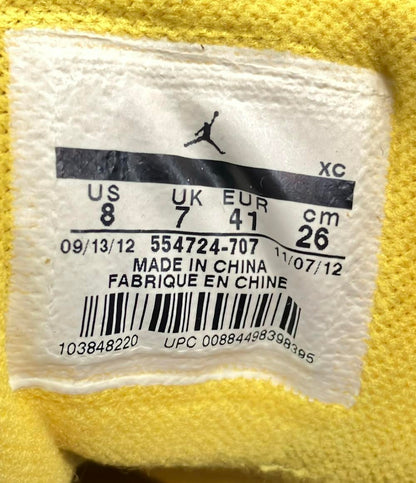 XC
US UK EUR cm
8 7 41 26
09/13/12 554724-707 11/07/12
MADE IN CHINA
FABRIQUE EN CHINE
103848220 UPC 00884498398395